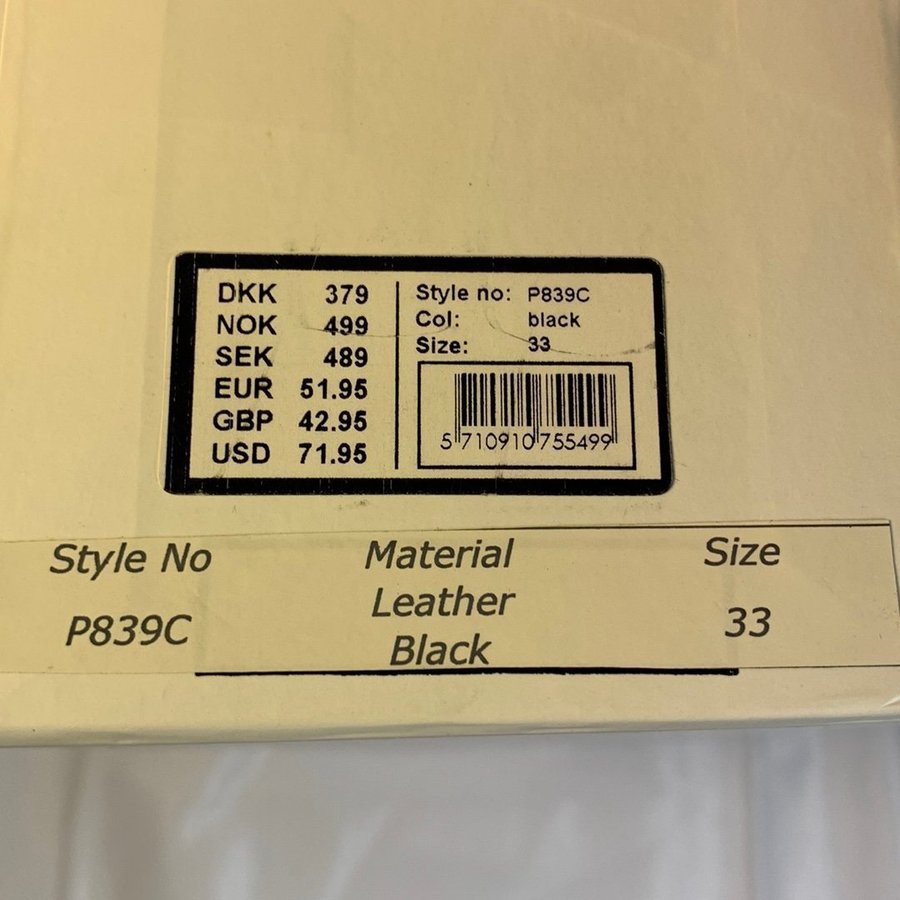 DKK 379
NOK 499
SEK 489
EUR 51.95
GBP 42.95
USD 71.95
Style no: P839C
Col: black
Size: 33
5 710910 755499
Style No Material Size
Leather
P839C 33
Black